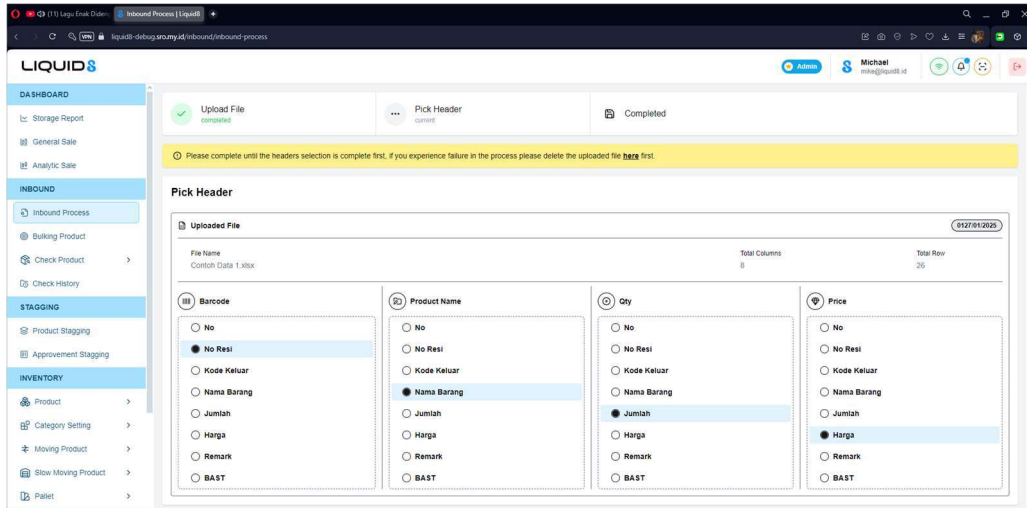 (11) Lagu Enak Dideng
Inbound Process | Liquid8
VPN
liquid8-debug.sro.my.id/inbound/inbound-process
LIQUID8
Admin
Michael
mike@liquid8.id
DASHBOARD
Storage Report
General Sale
Analytic Sale
INBOUND
Inbound Process
Bulking Product
Check Product
Check History
STAGGING
Product Stagging
Approvement Stagging
INVENTORY
Product
Category Setting
Moving Product
Slow Moving Product
Pallet
Upload File
completed
Pick Header
current
Completed
Please complete until the headers selection is complete first, if you experience failure in the process please delete the uploaded file here first.
Pick Header
Uploaded File
0127/01/2025
File Name
Contoh Data 1.xlsx
Total Columns
8
Total Row
26
Barcode
No
No Resi
Kode Keluar
Nama Barang
Jumlah
Harga
Remark
BAST
Product Name
No
No Resi
Kode Keluar
Nama Barang
Jumlah
Harga
Remark
BAST
Qty
No
No Resi
Kode Keluar
Nama Barang
Jumlah
Harga
Remark
BAST
Price
No
No Resi
Kode Keluar
Nama Barang
Jumlah
Harga
Remark
BAST